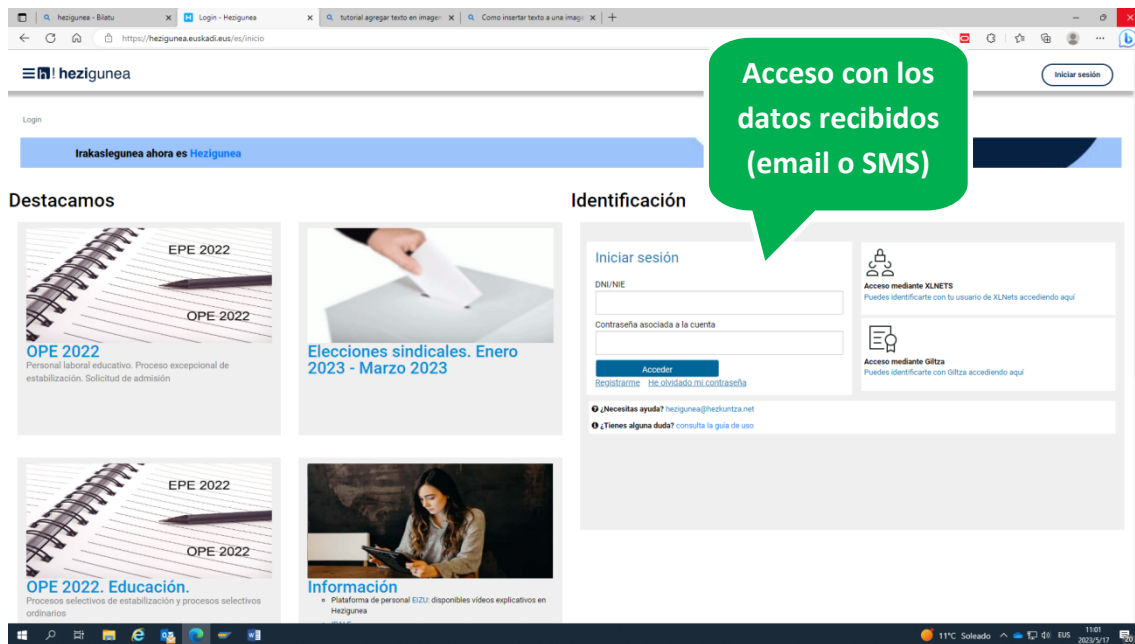 hezigunea - Bilatu
Login - Hezigunea
tutorial agregar texto en imagen
Como insertar texto a una imag
https://hezigunea.euskadi.eus/es/inicio
h! hezigunea
Iniciar sesión
Login
Irakaslegunea ahora es Hezigunea
Acceso con los
datos recibidos
(email o SMS)
Destacamos
EPE 2022
OPE 2022
OPE 2022
Personal laboral educativo. Proceso excepcional de
estabilización. Solicitud de admisión
Elecciones sindicales. Enero
2023 - Marzo 2023
EPE 2022
OPE 2022
OPE 2022. Educación.
Procesos selectivos de estabilización y procesos selectivos
ordinarios
Información
Plataforma de personal EIZU: disponibles vídeos explicativos en
Hezigunea
Identificación
Iniciar sesión
DNI/NIE
Contraseña asociada a la cuenta
Acceder
Registrarme He olvidado mi contraseña
Acceso mediante XLNETS
Puedes identificarte con tu usuario de XLNets accediendo aquí
Acceso mediante Giltza
Puedes identificarte con Giltza accediendo aquí
¿Necesitas ayuda? hezigunea@hezkuntza.net
¿Tienes alguna duda? consulta la guía de uso
11°C Soleado
EUS
11:01
2023/5/17
20